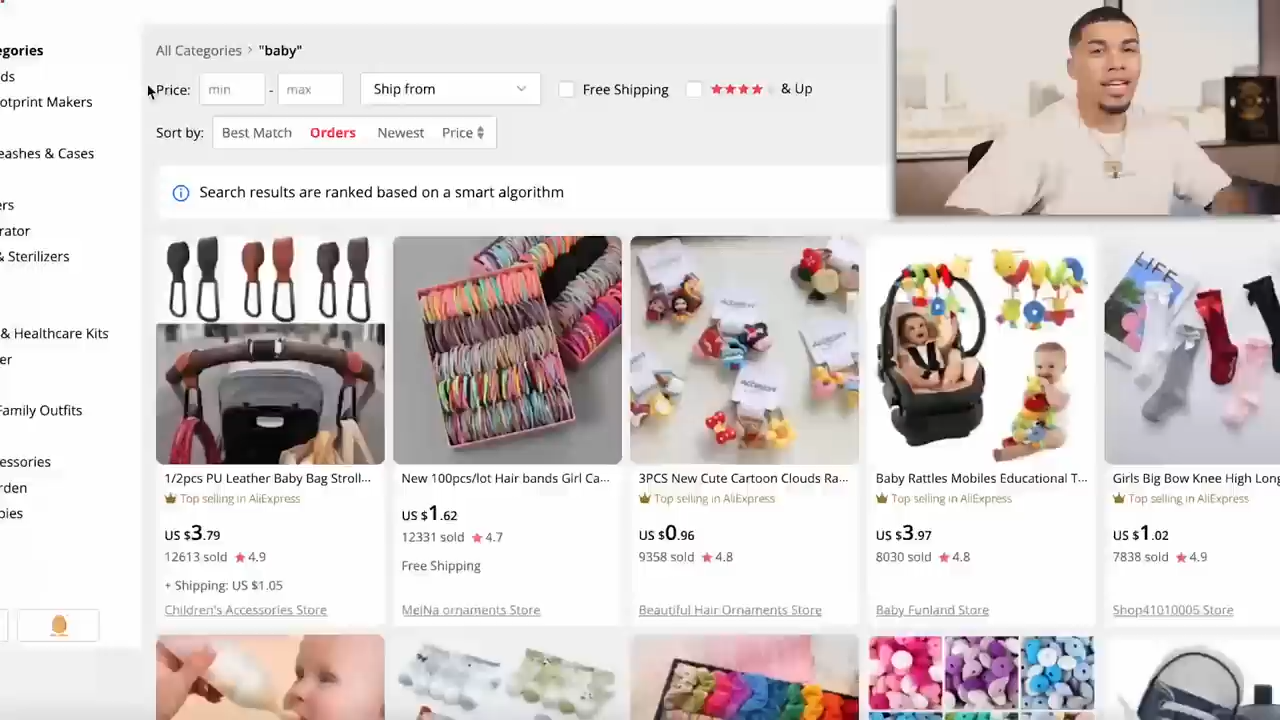 egories
ds
otprint Makers
eashes & Cases
ers
rator
& Sterilizers
& Healthcare Kits
er
Family Outfits
essories
rden
pies
All Categories > "baby"
Price: min - max Ship from Free Shipping & Up
Sort by: Best Match Orders Newest Price
Search results are ranked based on a smart algorithm
LIFE
1/2pcs PU Leather Baby Bag Stroll...
Top selling in AliExpress
US $3.79
12613 sold 4.9
+ Shipping: US $1.05
Children's Accessories Store
New 100pcs/lot Hair bands Girl Ca...
US $1.62
12331 sold 4.7
Free Shipping
MeiNa ornaments Store
3PCS New Cute Cartoon Clouds Ra...
Top selling in AliExpress
US $0.96
9358 sold 4.8
Beautiful Hair Ornaments Store
Baby Rattles Mobiles Educational T...
Top selling in AliExpress
US $3.97
8030 sold 4.8
Baby Funland Store
Girls Big Bow Knee High Long
Top selling in AliExpress
US $1.02
7838 sold 4.9
Shop41010005 Store